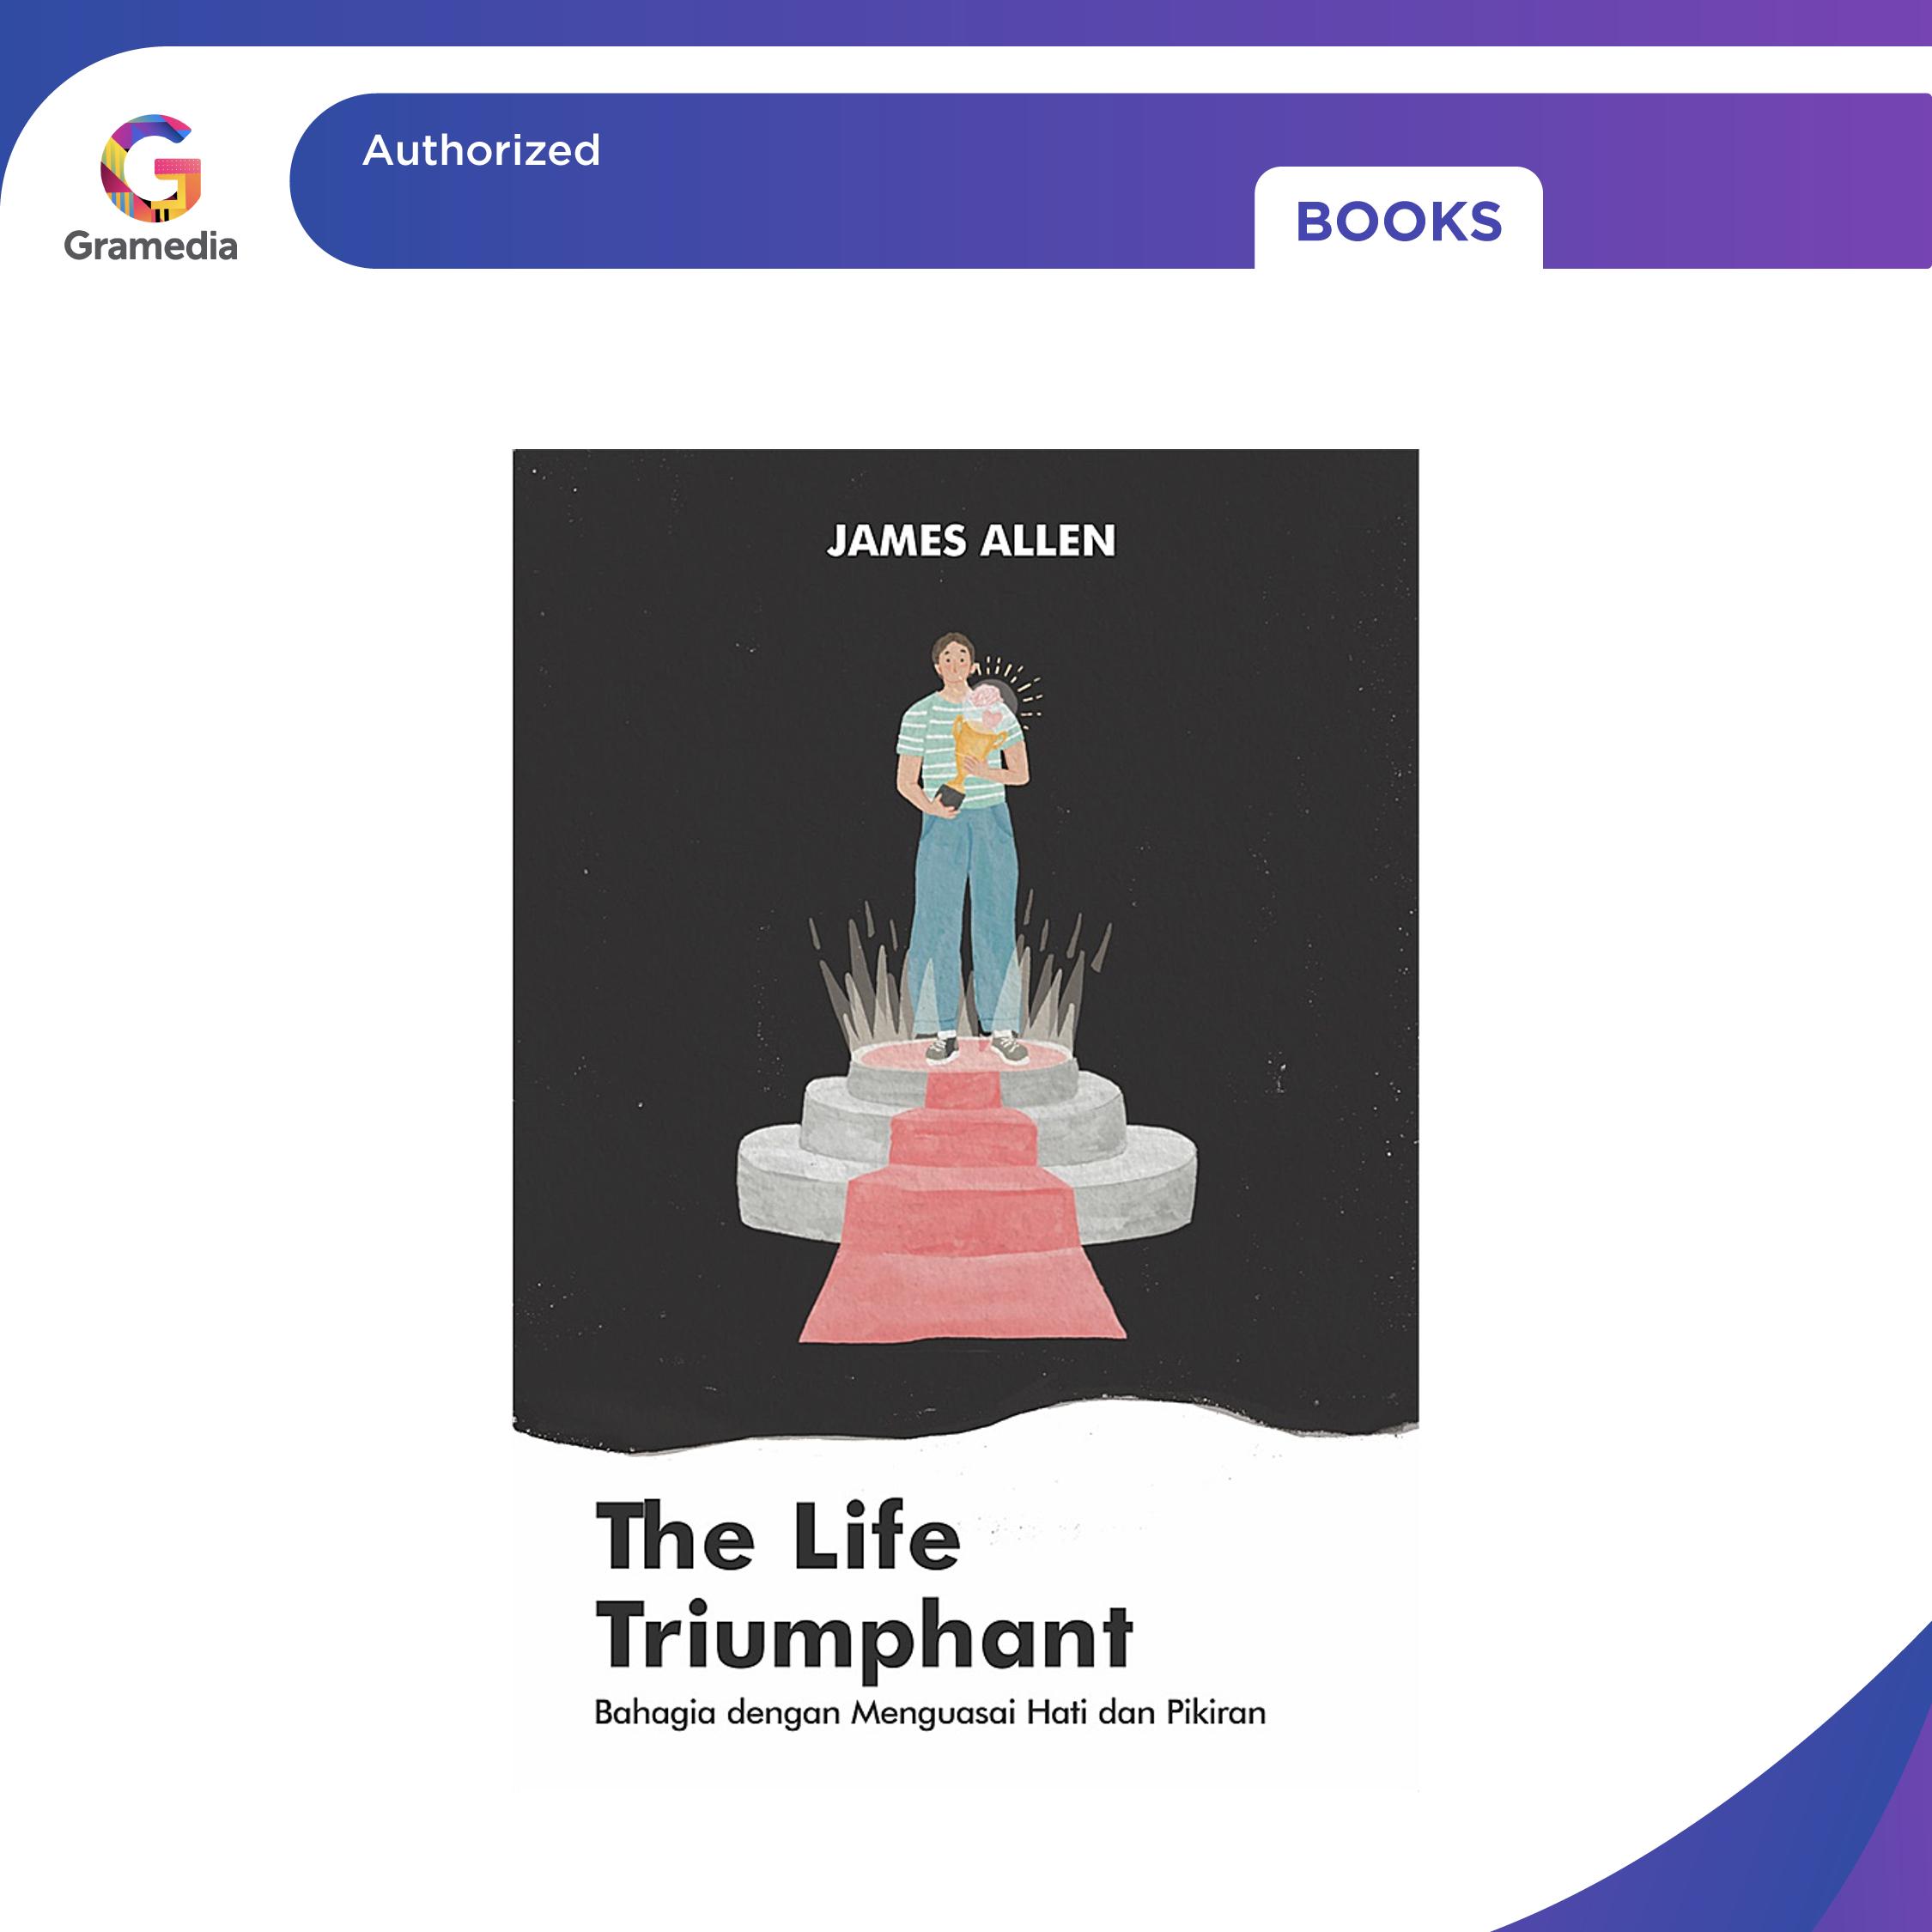 Authorized
Gramedia
BOOKS
JAMES ALLEN
The Life
Triumphant
Bahagia dengan Menguasai Hati dan Pikiran